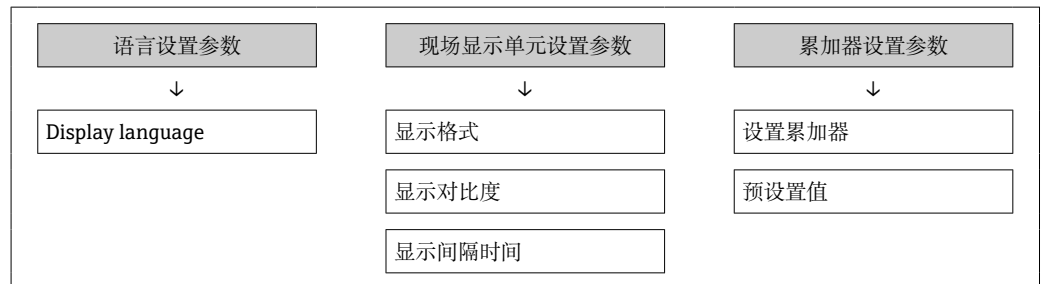 语言设置参数
现场显示单元设置参数
累加器设置参数
↓
↓
↓
Display language
显示格式
设置累加器
显示对比度
预设置值
显示间隔时间